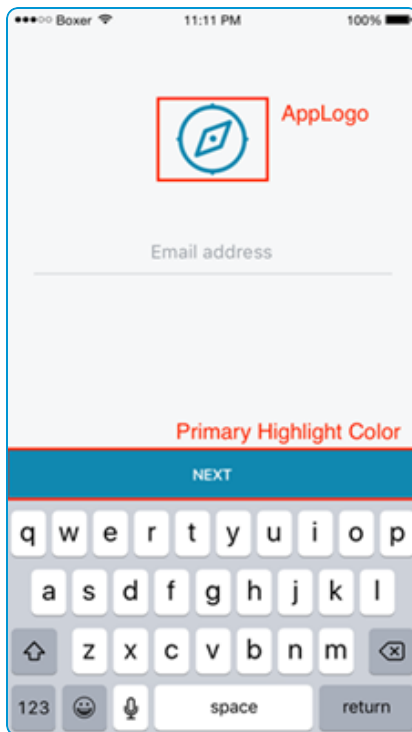 Boxer 11:11 PM 100%
AppLogo
Email address
Primary Highlight Color
NEXT
q w e r t y u i o p
a s d f g h j k l
z x c v b n m
123 space return